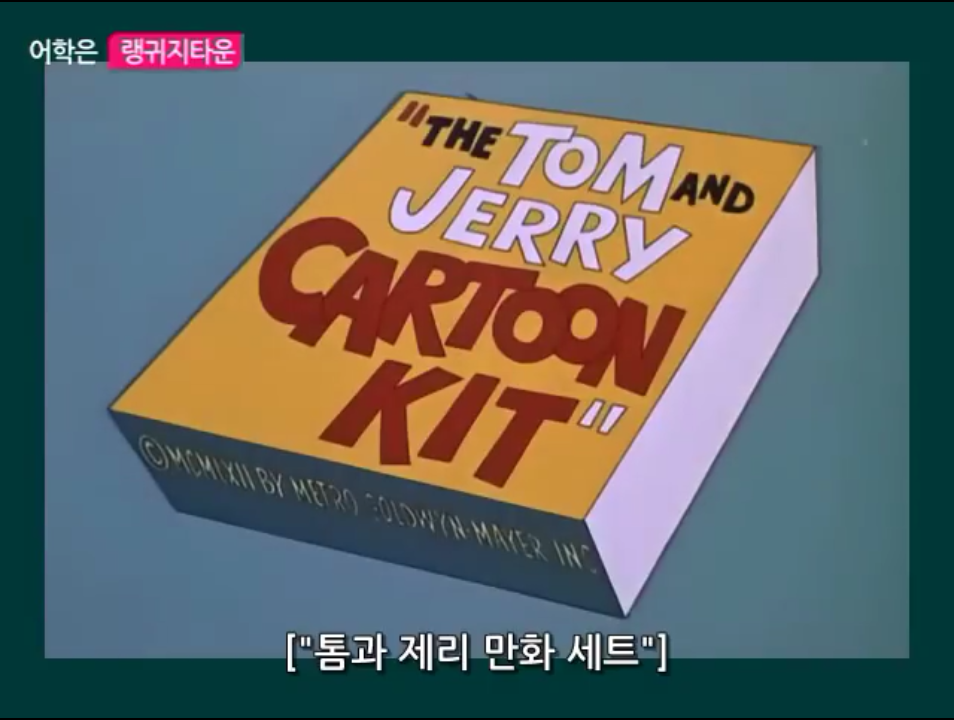 어학은 랭귀지타운
"THE TOM AND
JERRY
CARTOON
KIT"
©MCMLXII BY METRO GOLDWYN-MAYER INC
["톰과 제리 만화 세트"]